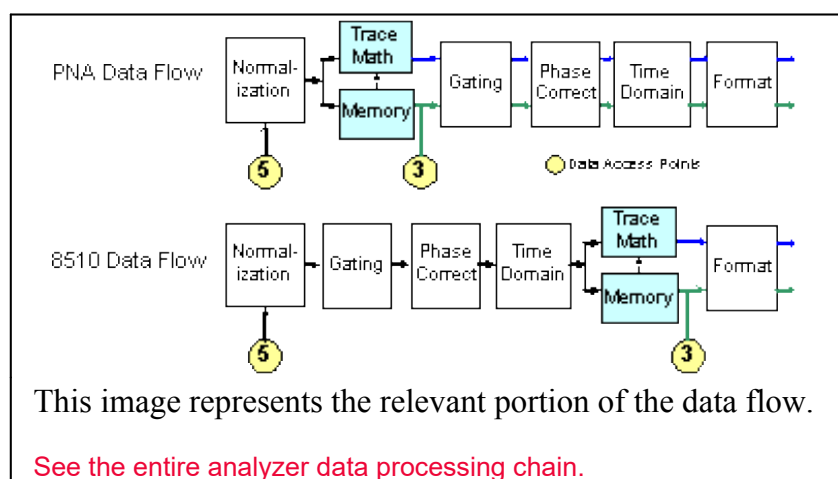 PNA Data Flow
Normal-
ization
Trace
Math
Memory
Gating
Phase
Correct
Time
Domain
Format
5
3
Data Access Points
8510 Data Flow
Normal-
ization
Gating
Phase
Correct
Time
Domain
Trace
Math
Memory
Format
5
3
This image represents the relevant portion of the data flow.
See the entire analyzer data processing chain.